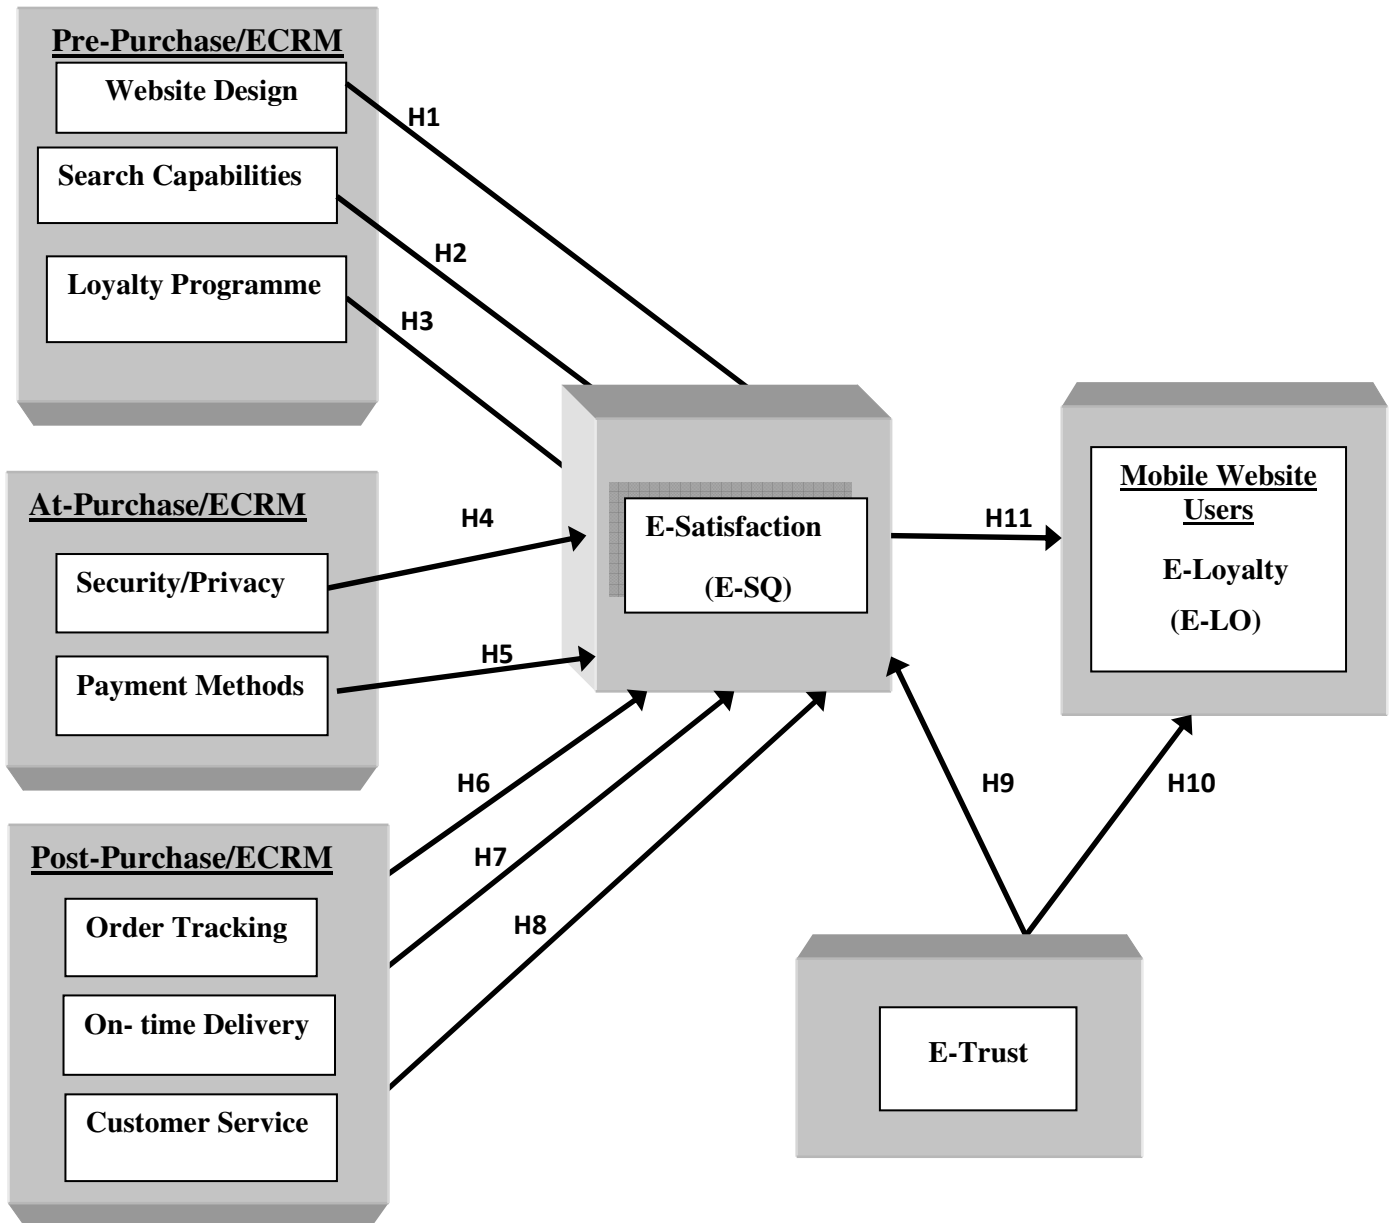 Pre-Purchase/ECRM
Website Design
Search Capabilities
Loyalty Programme
H1
H2
H3
At-Purchase/ECRM
Security/Privacy
Payment Methods
H4
H5
Post-Purchase/ECRM
Order Tracking
On- time Delivery
Customer Service
H6
H7
H8
E-Satisfaction
(E-SQ)
H11
Mobile Website
Users
E-Loyalty
(E-LO)
H9
H10
E-Trust